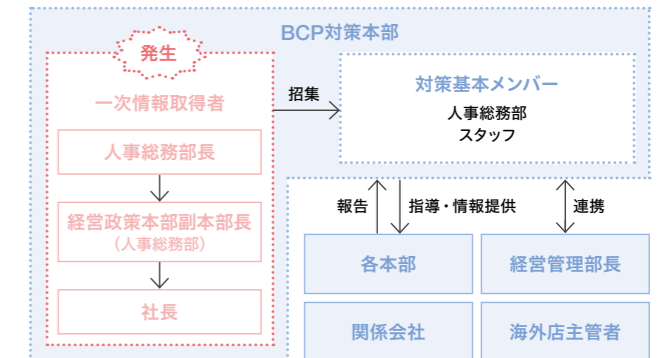 BCP対策本部
発生
一次情報取得者
人事総務部長
経営政策本部副本部長
（人事総務部）
社長
招集
対策基本メンバー
人事総務部
スタッフ
報告
指導・情報提供
連携
各本部
経営管理部長
関係会社
海外店主管者